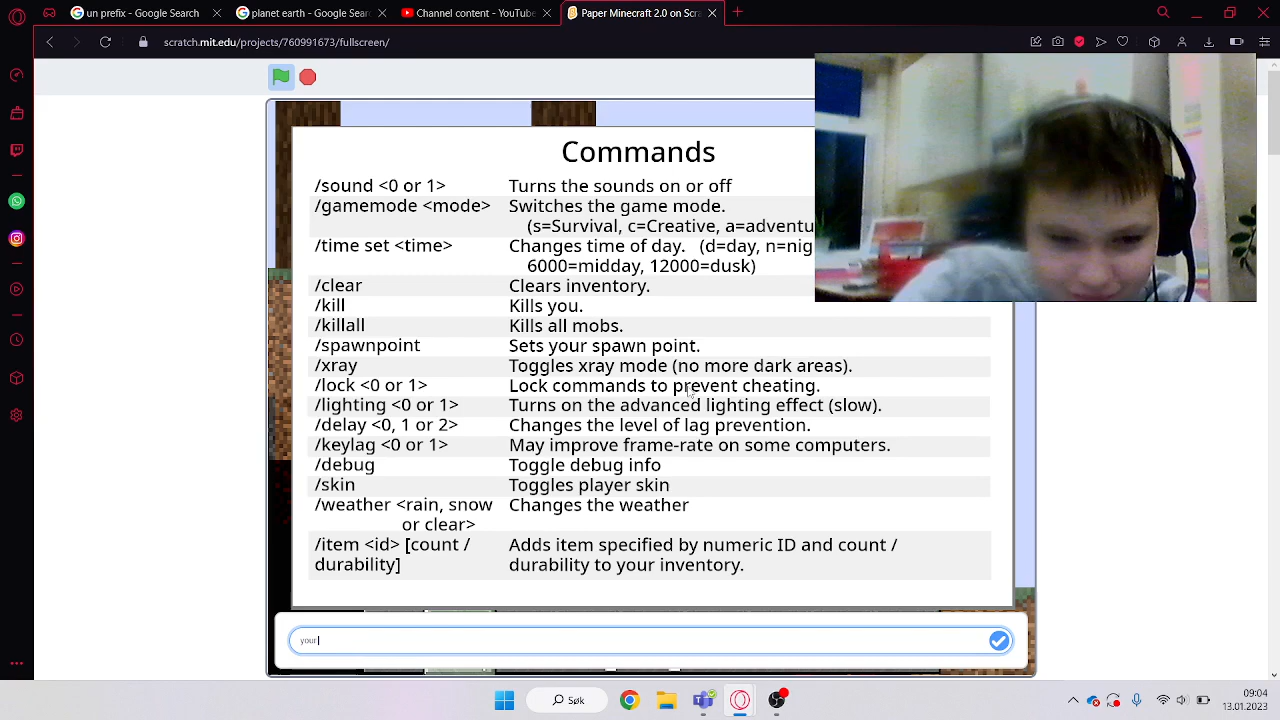 un prefix - Google Search
planet earth - Google Search
Channel content - YouTube
Paper Minecraft 2.0 on Scra
scratch.mit.edu/projects/760991673/fullscreen/
Commands
/sound <0 or 1> Turns the sounds on or off
/gamemode <mode> Switches the game mode.
(s=Survival, c=Creative, a=adventu
/time set <time> Changes time of day. (d=day, n=nig
6000=midday, 12000=dusk)
/clear Clears inventory.
/kill Kills you.
/killall Kills all mobs.
/spawnpoint Sets your spawn point.
/xray Toggles xray mode (no more dark areas).
/lock <0 or 1> Lock commands to prevent cheating.
/lighting <0 or 1> Turns on the advanced lighting effect (slow).
/delay <0, 1 or 2> Changes the level of lag prevention.
/keylag <0 or 1> May improve frame-rate on some computers.
/debug Toggle debug info
/skin Toggles player skin
/weather <rain, snow Changes the weather
or clear>
/item <id> [count / Adds item specified by numeric ID and count /
durability] durability to your inventory.
your
Søk
09:04
13.01.2023